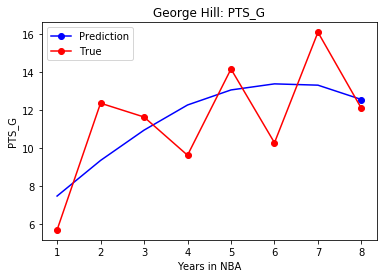 George Hill: PTS_G
Prediction
True
PTS_G
16
14
12
10
8
6
1 2 3 4 5 6 7 8
Years in NBA